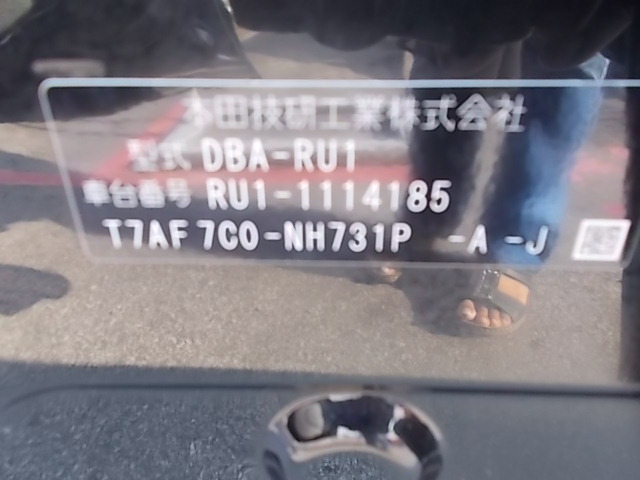 本田技研工業株式会社
型式 DBA-RU1
車台番号 RU1-1114185
T7AF 7C0-NH731P -A -J